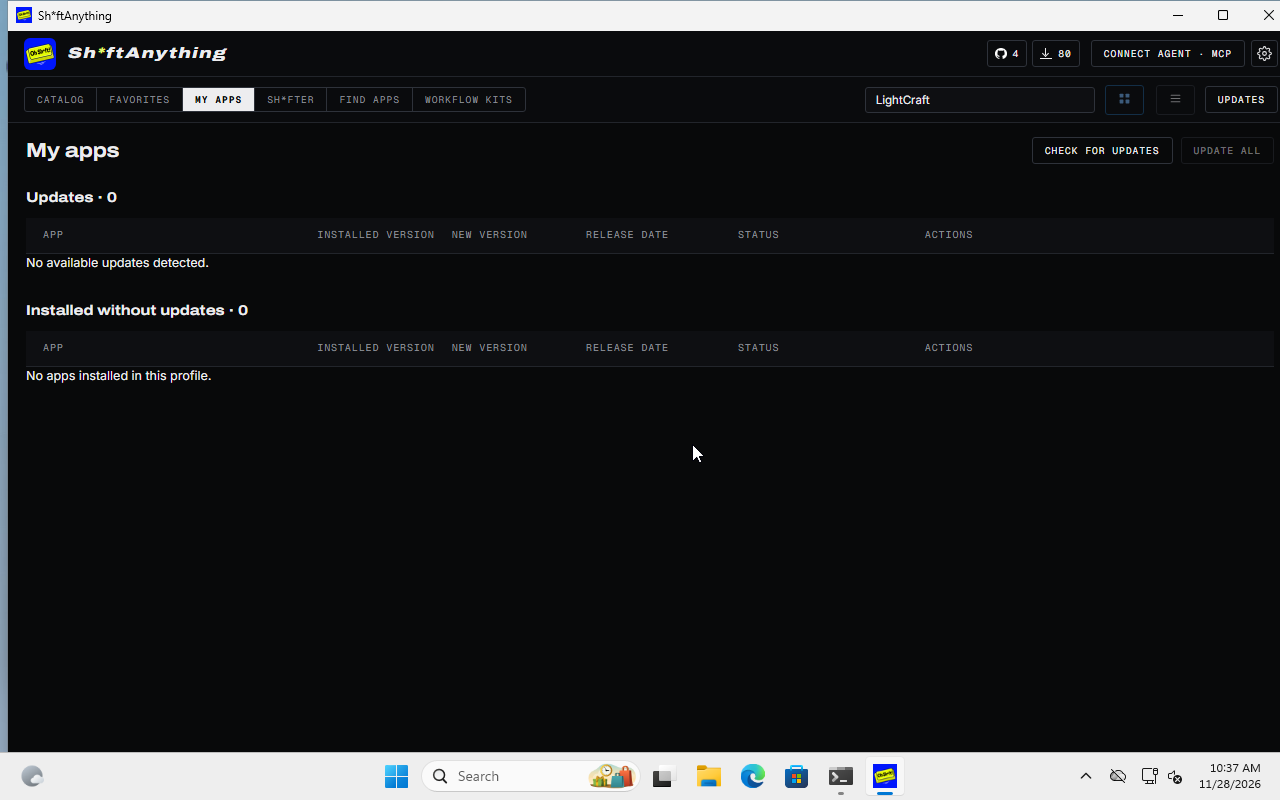 Sh*ftAnything
Oh Sh*ft!
Sh*ftAnything
4
80
CONNECT AGENT · MCP
CATALOG
FAVORITES
MY APPS
SH*FTER
FIND APPS
WORKFLOW KITS
LightCraft
UPDATES
My apps
CHECK FOR UPDATES
UPDATE ALL
Updates · 0
APP INSTALLED VERSION NEW VERSION RELEASE DATE STATUS ACTIONS
No available updates detected.
Installed without updates · 0
APP INSTALLED VERSION NEW VERSION RELEASE DATE STATUS ACTIONS
No apps installed in this profile.
Search
10:37 AM
11/28/2026